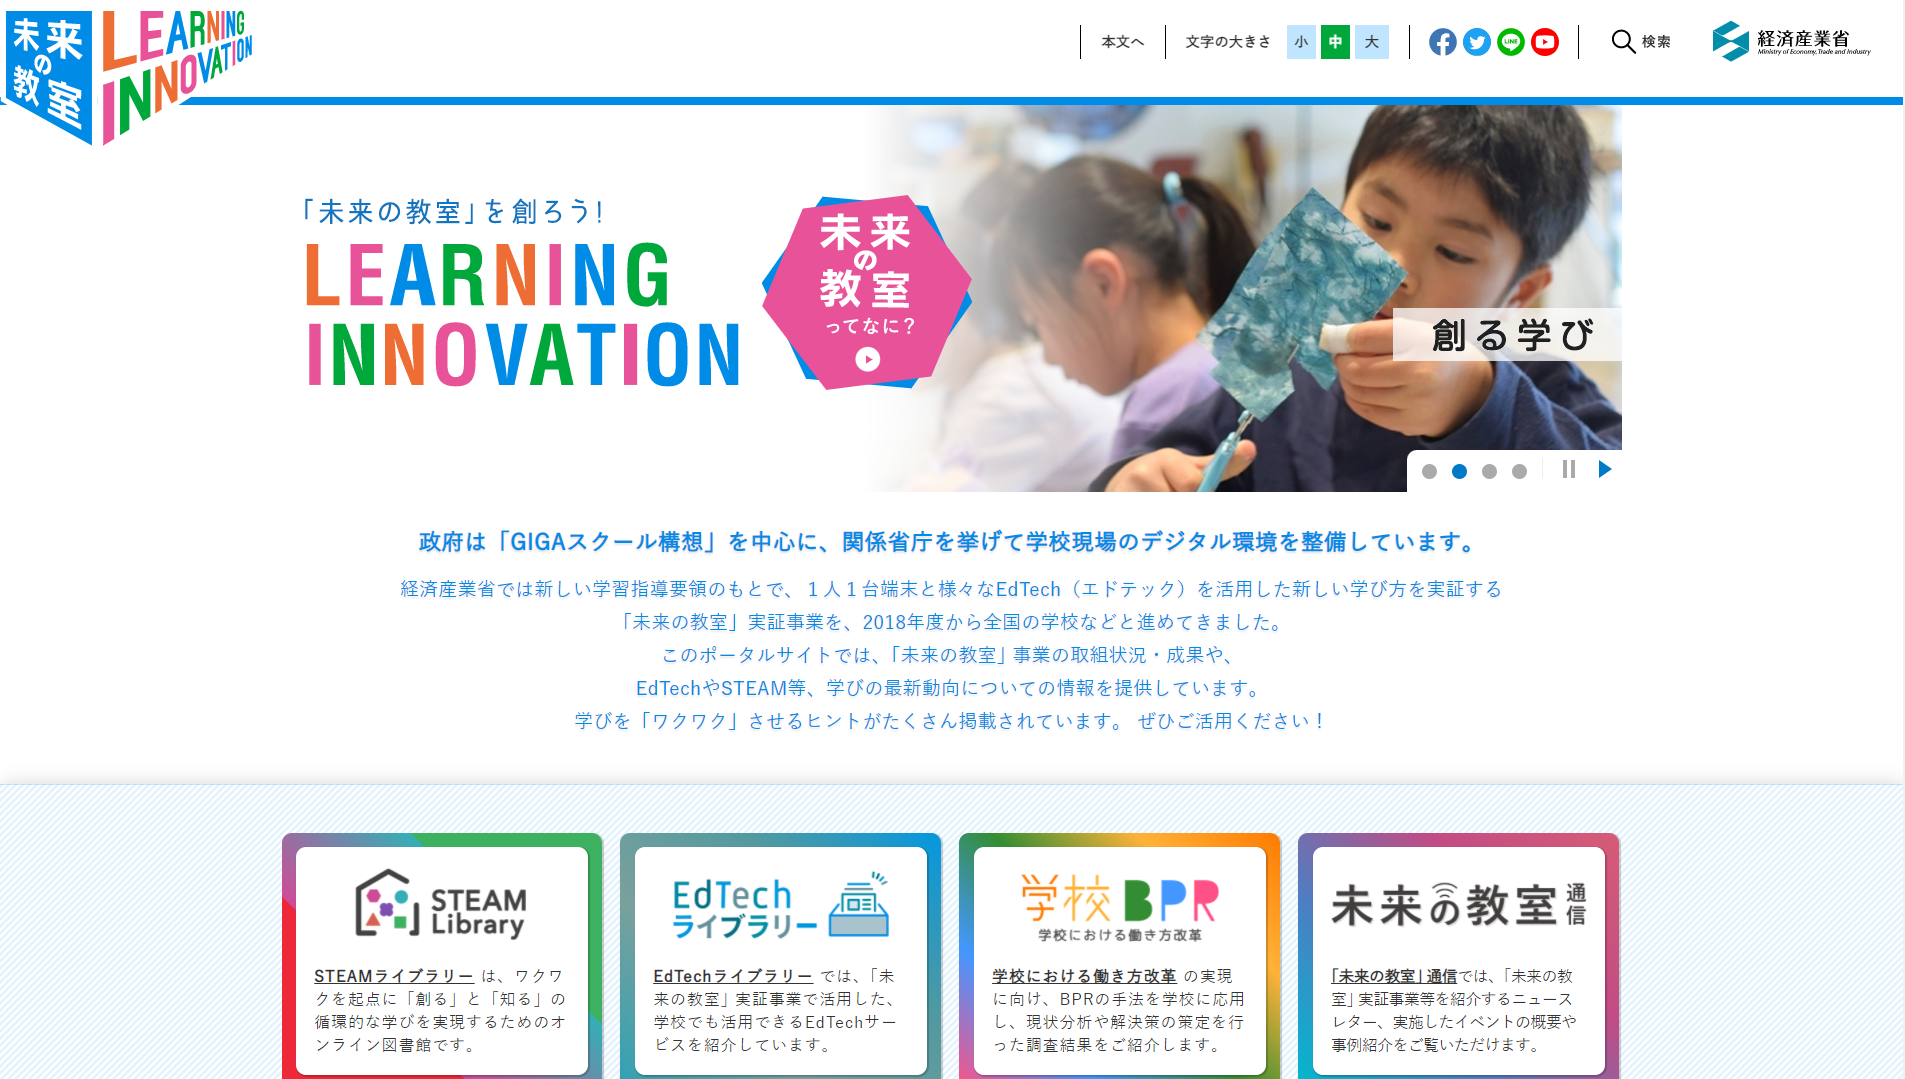 未来の教室
LEARNING
INNOVATION
本文へ
文字の大きさ 小 中 大
LINE
検索
経済産業省
Ministry of Economy, Trade and Industry
「未来の教室」を創ろう!
LEARNING
INNOVATION
未来
の
教室
ってなに?
創る学び
政府は「GIGAスクール構想」を中心に、関係省庁を挙げて学校現場のデジタル環境を整備しています。
経済産業省では新しい学習指導要領のもとで、１人１台端末と様々なEdTech（エドテック）を活用した新しい学び方を実証する
「未来の教室」実証事業を、2018年度から全国の学校などと進めてきました。
このポータルサイトでは、「未来の教室」事業の取組状況・成果や、
EdTechやSTEAM等、学びの最新動向についての情報を提供しています。
学びを「ワクワク」させるヒントがたくさん掲載されています。 ぜひご活用ください！
STEAM
Library
STEAMライブラリー は、ワクワ
クを起点に「創る」と「知る」の
循環的な学びを実現するためのオ
ンライン図書館です。
EdTech
ライブラリー
EdTechライブラリー では、「未
来の教室」実証事業で活用した、
学校でも活用できるEdTechサー
ビスを紹介しています。
学校BPR
学校における働き方改革
学校における働き方改革 の実現
に向け、BPRの手法を学校に応用
し、現状分析や解決策の策定を行
った調査結果をご紹介します。
未来の教室 通信
「未来の教室」通信では、「未来の教
室」実証事業等を紹介するニュース
レター、実施したイベントの概要や
事例紹介をご覧いただけます。